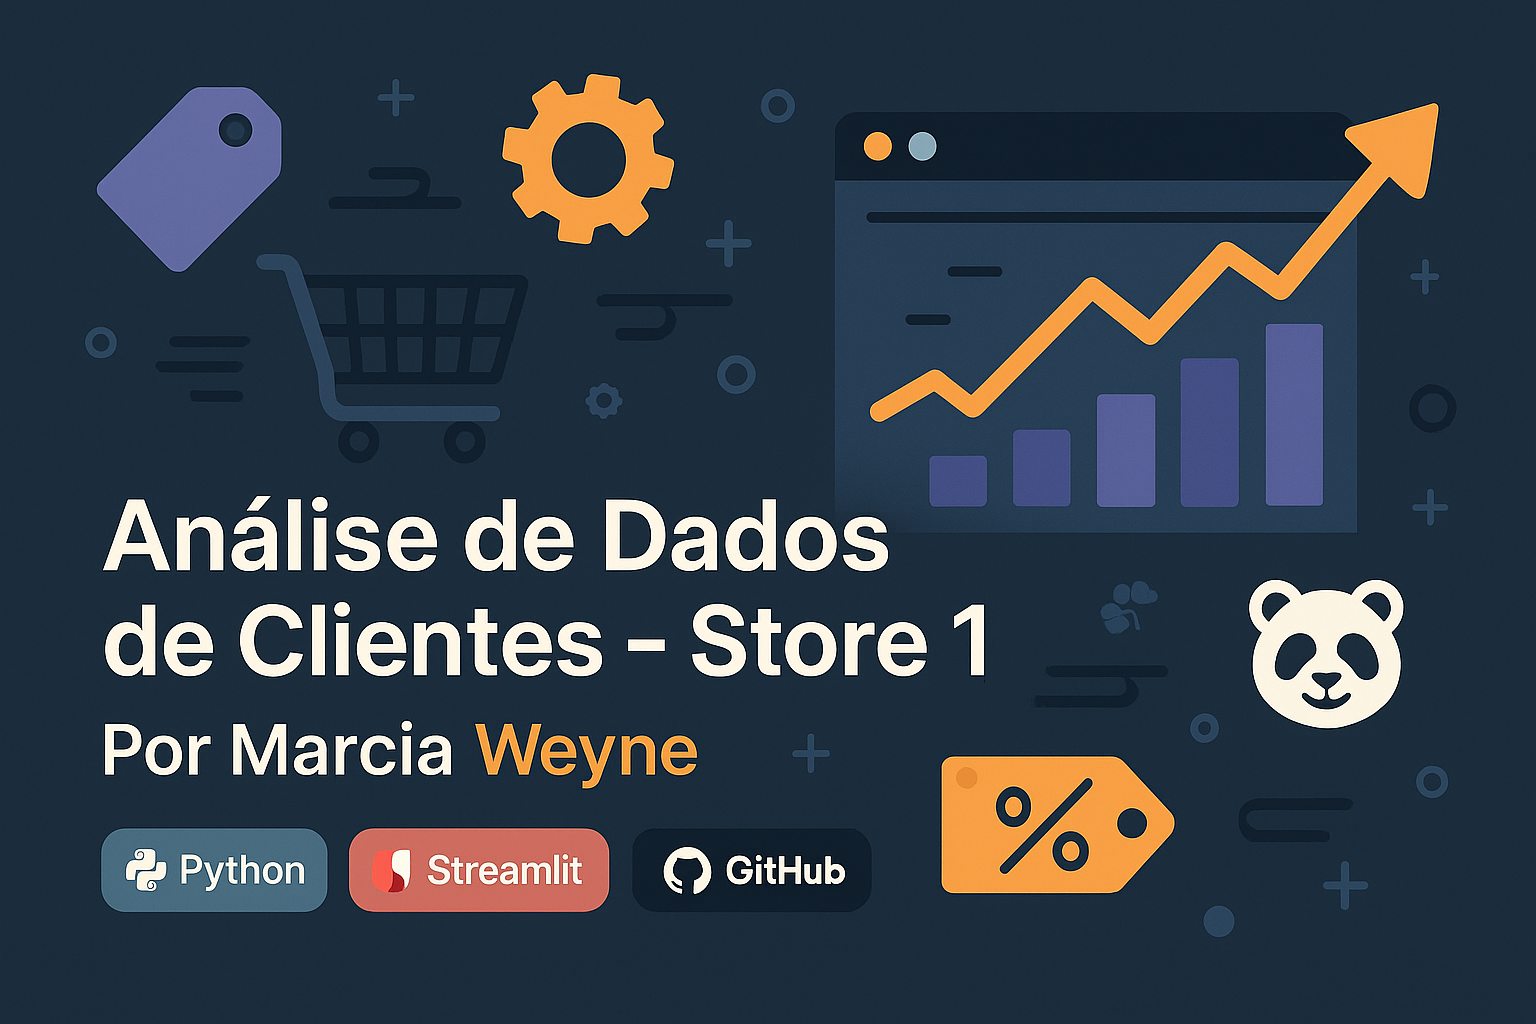 Análise de Dados
de Clientes - Store 1
Por Marcia Weyne
Python Streamlit GitHub
%